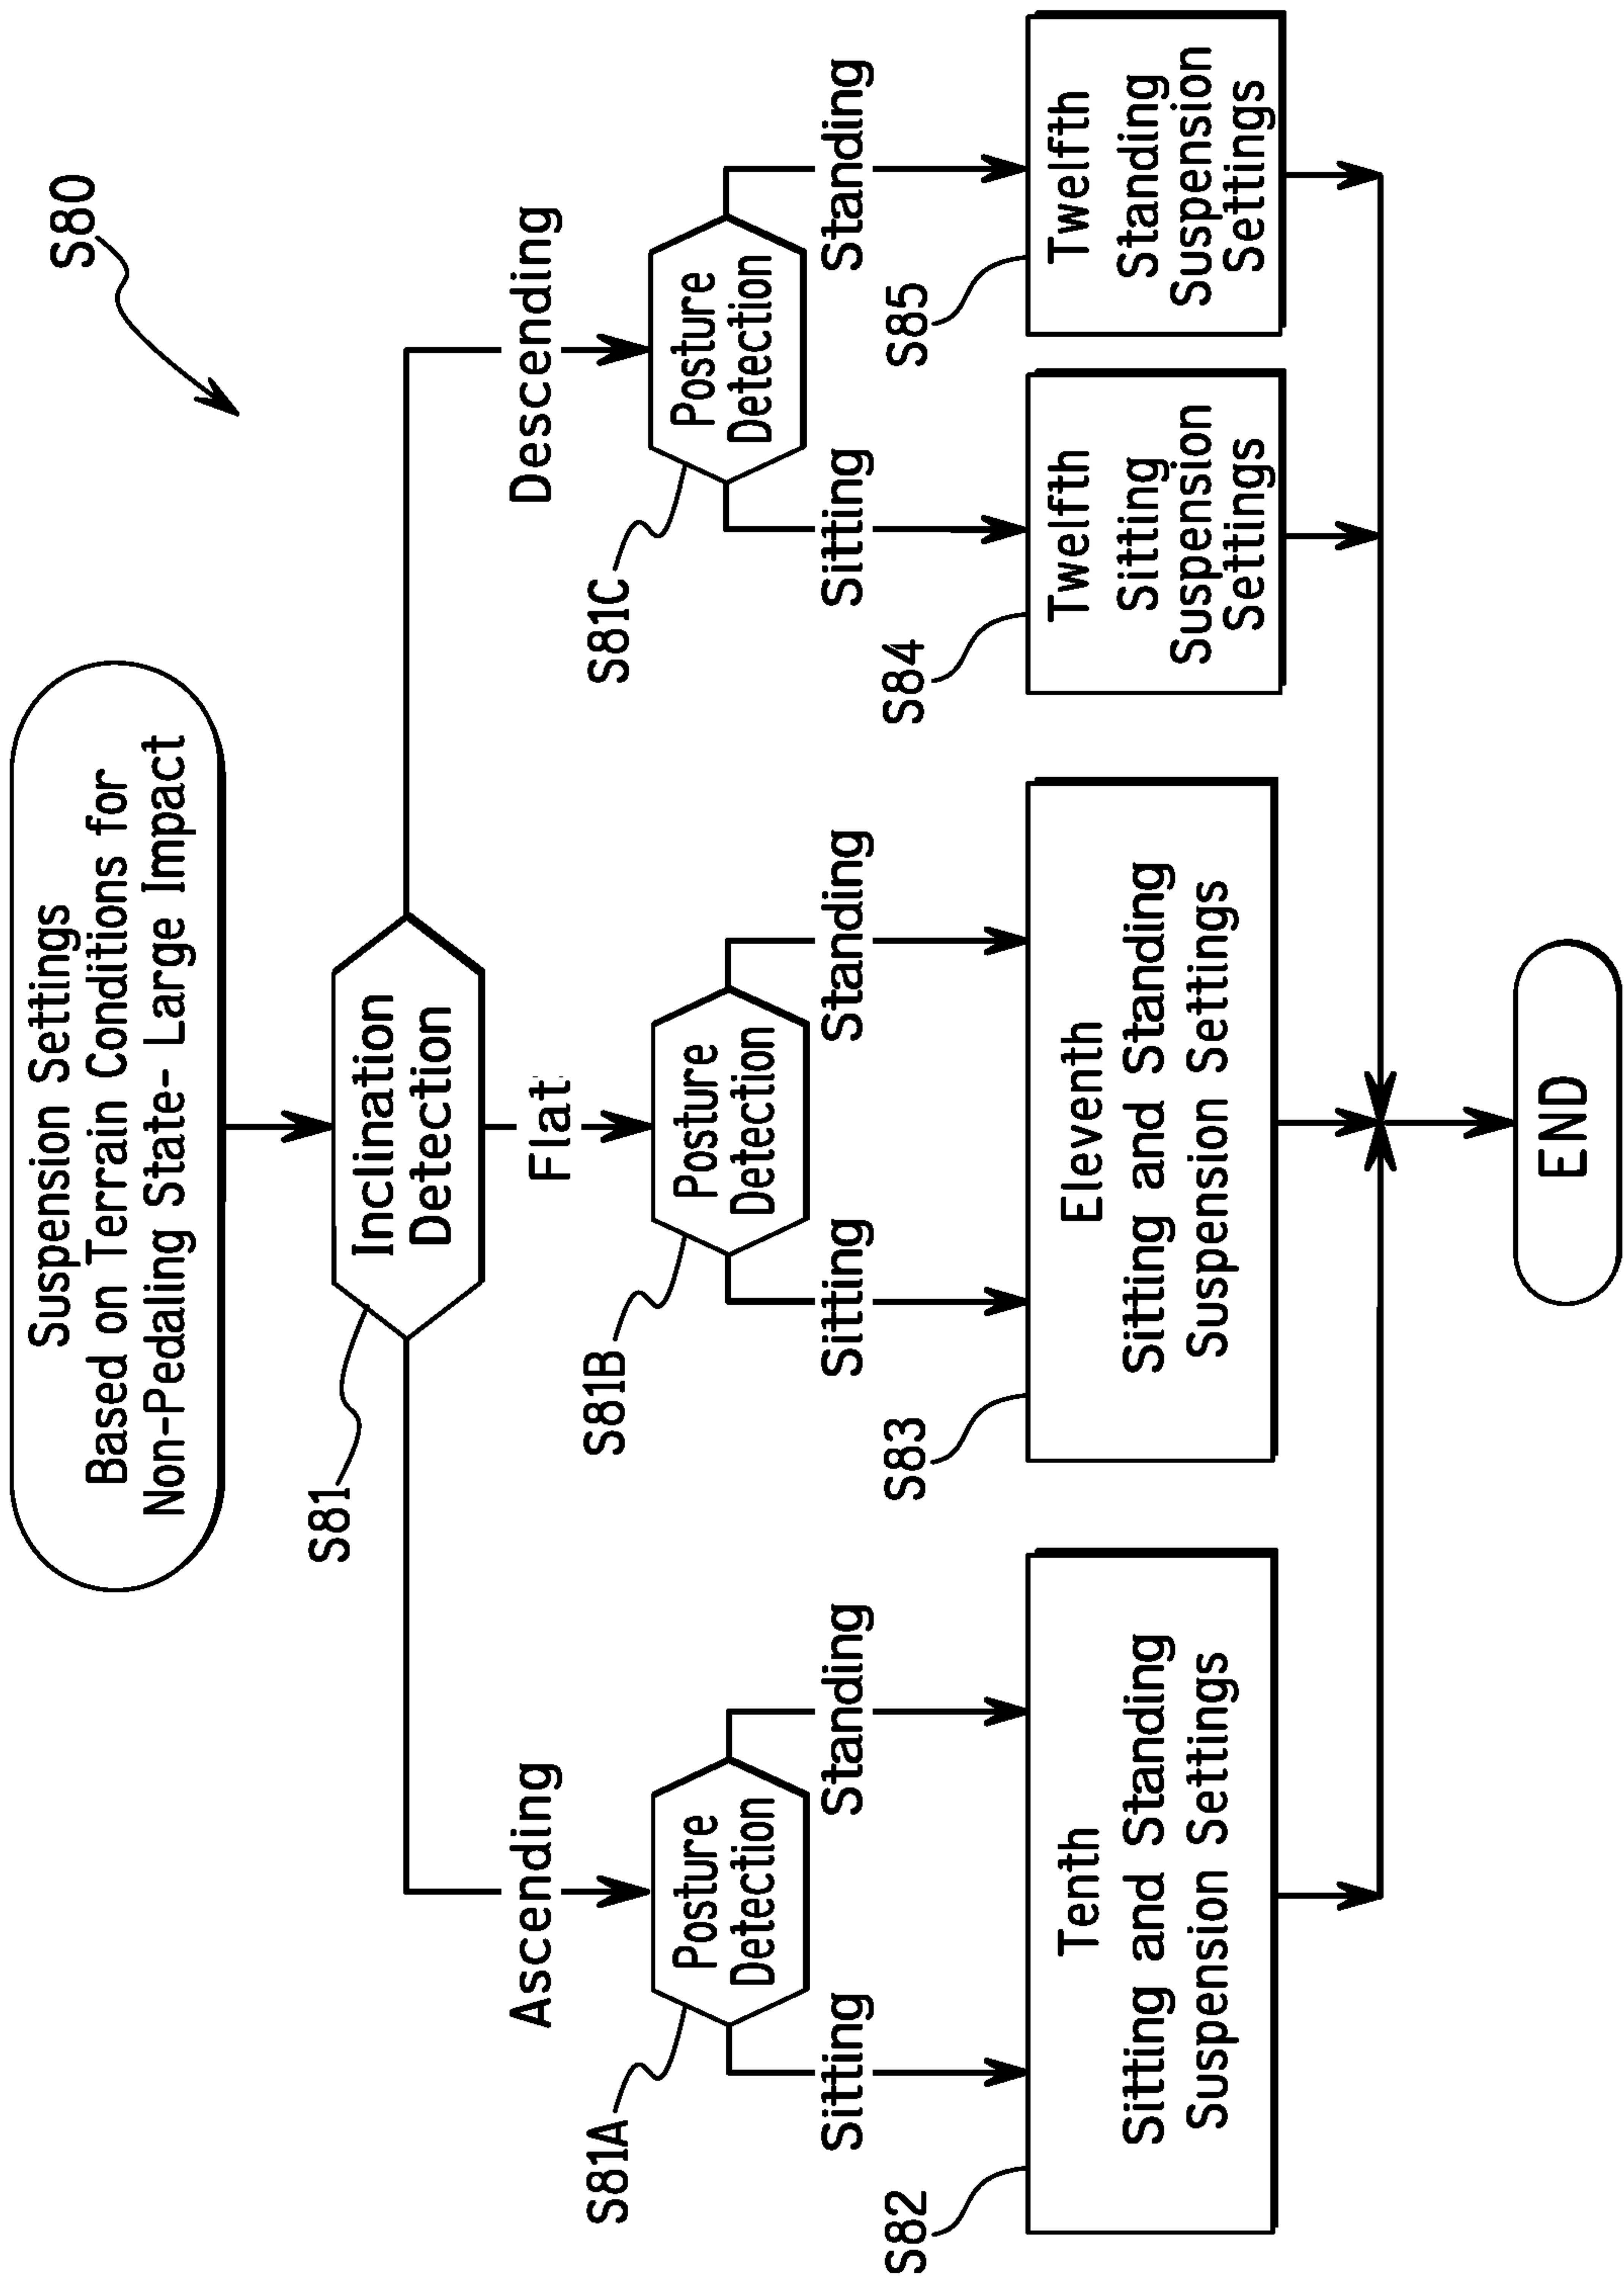 S80
Suspension Settings
Based on Terrain Conditions for
Non-Pedaling State- Large Impact
S81
Inclination
Detection
Ascending
Flat
Descending
S81A
Posture
Detection
S81B
Posture
Detection
S81C
Posture
Detection
Sitting
Standing
Sitting
Standing
Sitting
Standing
S82
Tenth
Sitting and Standing
Suspension Settings
S83
Eleventh
Sitting and Standing
Suspension Settings
S84
Twelfth
Sitting
Suspension
Settings
S85
Twelfth
Standing
Suspension
Settings
END